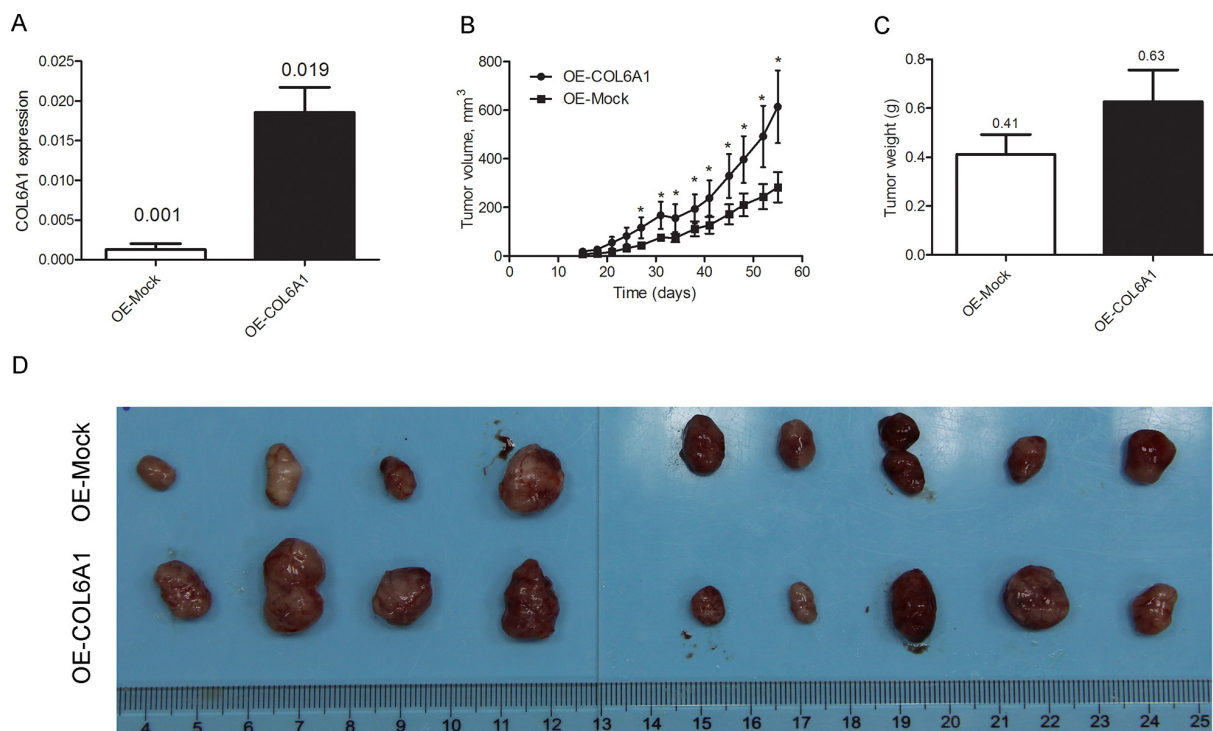 A
0.025
0.020
0.015
0.010
0.005
0.000
COL6A1 expression
0.001
0.019
OE-Mock
OE-COL6A1
B
800
600
400
200
0
Tumor volume, mm3
OE-COL6A1
OE-Mock
* * * * * * * * *
0 10 20 30 40 50 60
Time (days)
C
0.8
0.6
0.4
0.2
0.0
Tumor weight (g)
0.41
0.63
OE-Mock
OE-COL6A1
D
OE-Mock
OE-COL6A1
4 5 6 7 8 9 10 11 12 13 14 15 16 17 18 19 20 21 22 23 24 25